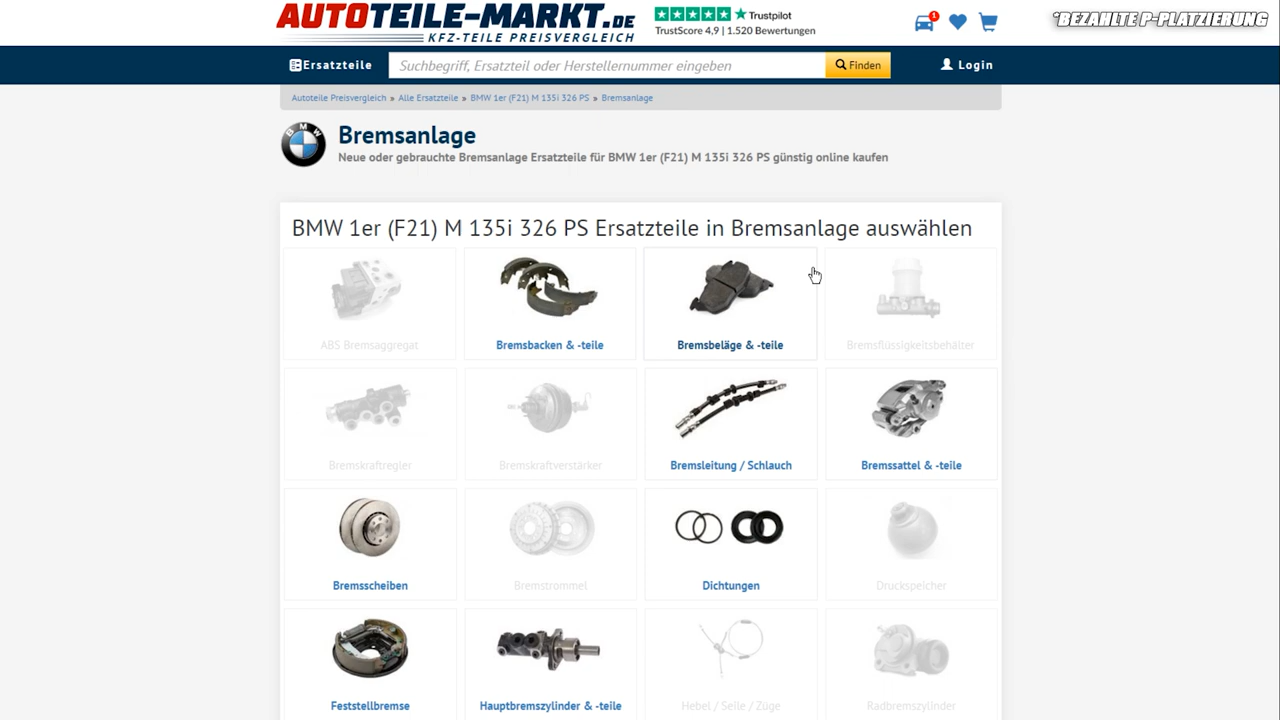 AUTOTEILE-MARKT.DE
KFZ-TEILE PREISVERGLEICH
Trustpilot
TrustScore 4,9 | 1.520 Bewertungen
1
*BEZAHLTE P-PLATZIERUNG
Ersatzteile
Suchbegriff, Ersatzteil oder Herstellernummer eingeben
Finden
Login
Autoteile Preisvergleich » Alle Ersatzteile » BMW 1er (F21) M 135i 326 PS » Bremsanlage
BMW
Bremsanlage
Neue oder gebrauchte Bremsanlage Ersatzteile für BMW 1er (F21) M 135i 326 PS günstig online kaufen
BMW 1er (F21) M 135i 326 PS Ersatzteile in Bremsanlage auswählen
ABS Bremsaggregat
Bremsbacken & -teile
Bremsbeläge & -teile
Bremsflüssigkeitsbehälter
Bremskraftregler
Bremskraftverstärker
Bremsleitung / Schlauch
Bremssattel & -teile
Bremsscheiben
Bremstrommel
Dichtungen
Druckspeicher
Feststellbremse
Hauptbremszylinder & -teile
Hebel / Seile / Züge
Radbremszylinder